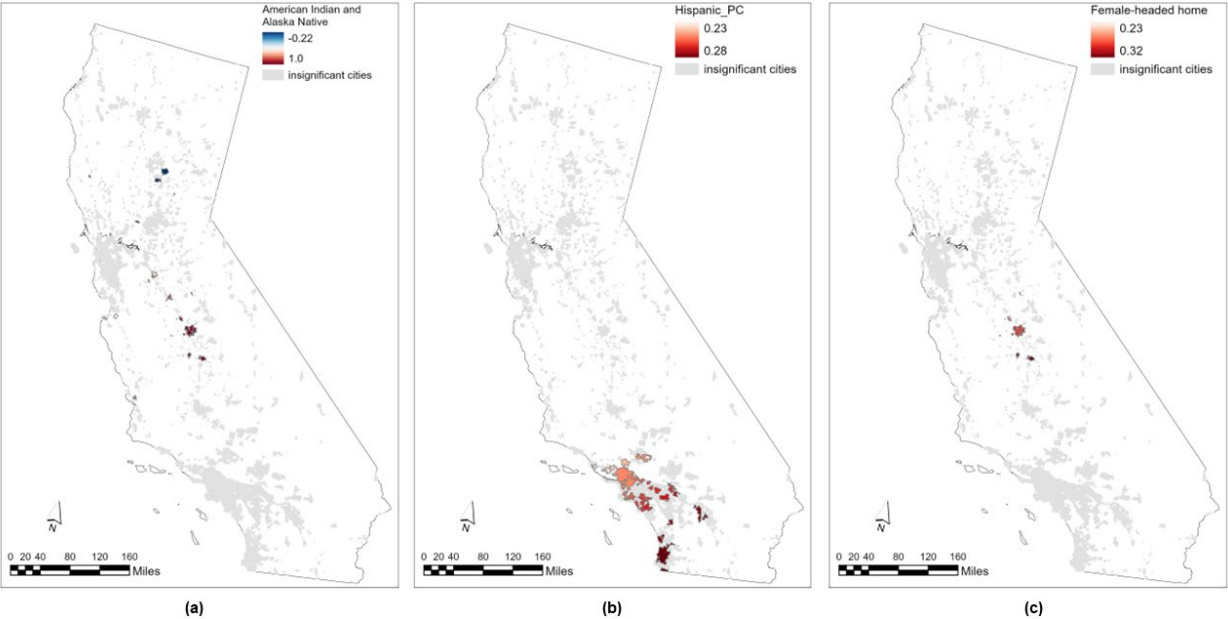 American Indian and
Alaska Native
-0.22
1.0
insignificant cities
N
0 20 40 80 120 160
Miles
(a)
Hispanic_PC
0.23
0.28
insignificant cities
N
0 20 40 80 120 160
Miles
(b)
Female-headed home
0.23
0.32
insignificant cities
N
0 20 40 80 120 160
Miles
(c)